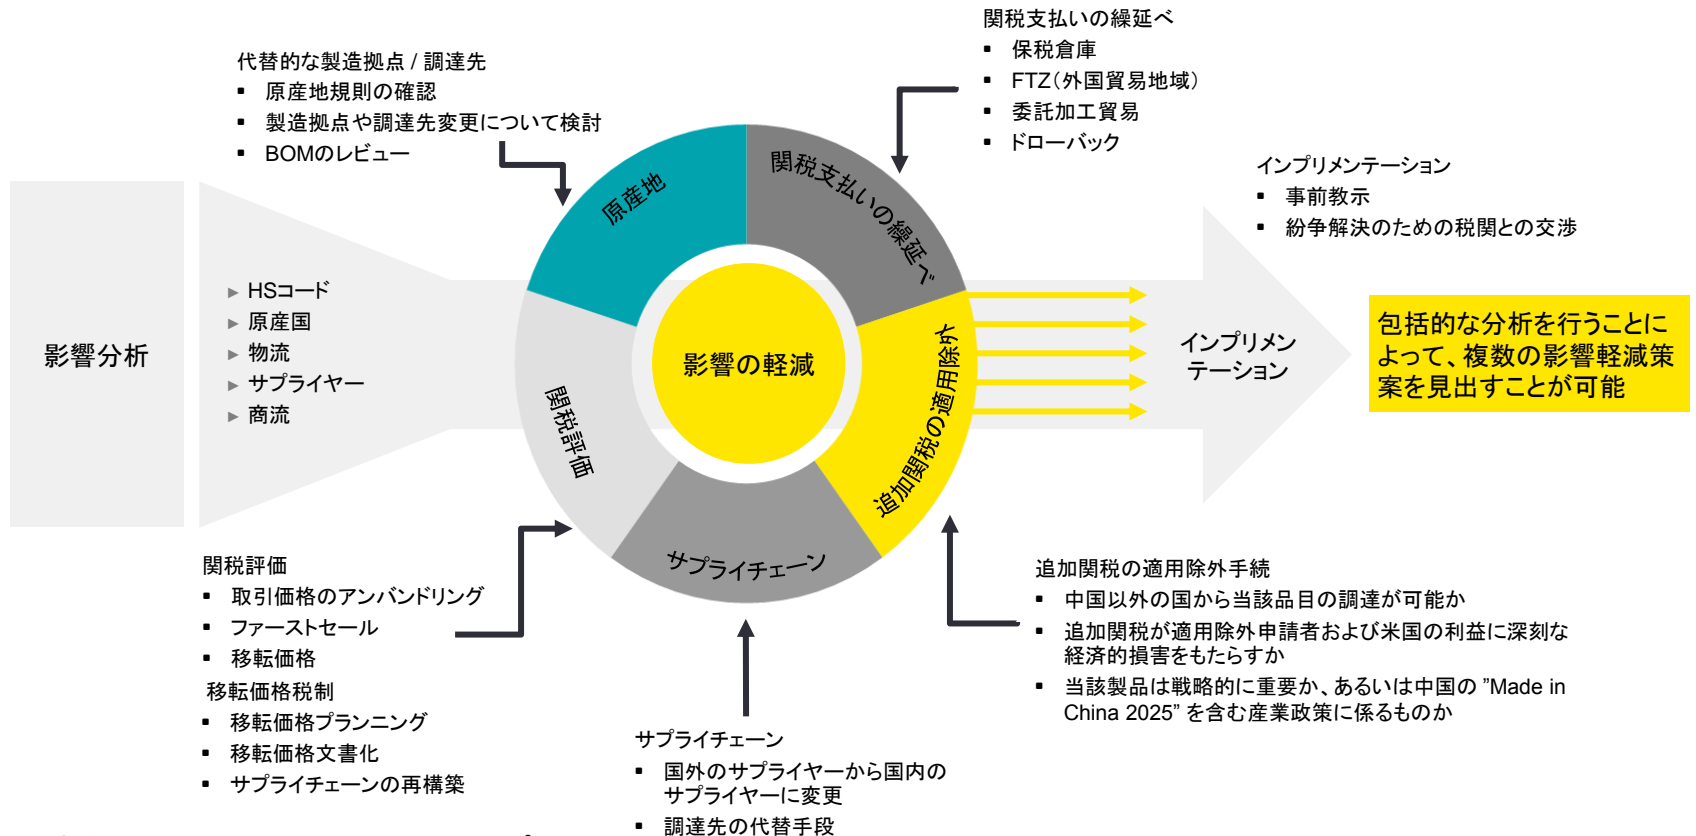 関税支払いの繰延べ
▪ 保税倉庫
▪ FTZ（外国貿易地域）
▪ 委託加工貿易
▪ ドローバック
代替的な製造拠点 / 調達先
▪ 原産地規則の確認
▪ 製造拠点や調達先変更について検討
▪ BOMのレビュー
インプリメンテーション
▪ 事前教示
▪ 紛争解決のための税関との交渉
影響分析
► HSコード
► 原産国
► 物流
► サプライヤー
► 商流
原産地
関税支払いの繰延べ
追加関税の適用除外
サプライチェーン
関税評価
影響の軽減
インプリメン
テーション
包括的な分析を行うことに
よって、複数の影響軽減策
案を見出すことが可能
関税評価
▪ 取引価格のアンバンドリング
▪ ファーストセール
▪ 移転価格
移転価格税制
▪ 移転価格プランニング
▪ 移転価格文書化
▪ サプライチェーンの再構築
サプライチェーン
▪ 国外のサプライヤーから国内の
サプライヤーに変更
▪ 調達先の代替手段
追加関税の適用除外手続
▪ 中国以外の国から当該品目の調達が可能か
▪ 追加関税が適用除外申請者および米国の利益に深刻な
経済的損害をもたらすか
▪ 当該製品は戦略的に重要か、あるいは中国の ”Made in
China 2025” を含む産業政策に係るものか